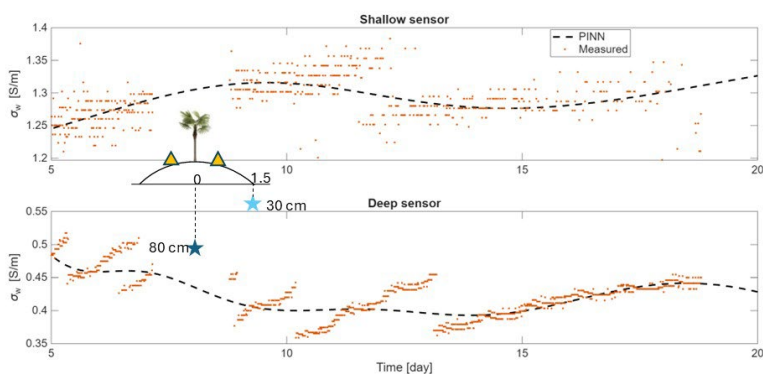 Shallow sensor
1.4
1.35
1.3
1.25
1.2
σw [S/m]
PINN
Measured
5
10
15
20
0
1.5
30 cm
80 cm
Deep sensor
0.55
0.5
0.45
0.4
0.35
σw [S/m]
5
10
15
20
Time [day]